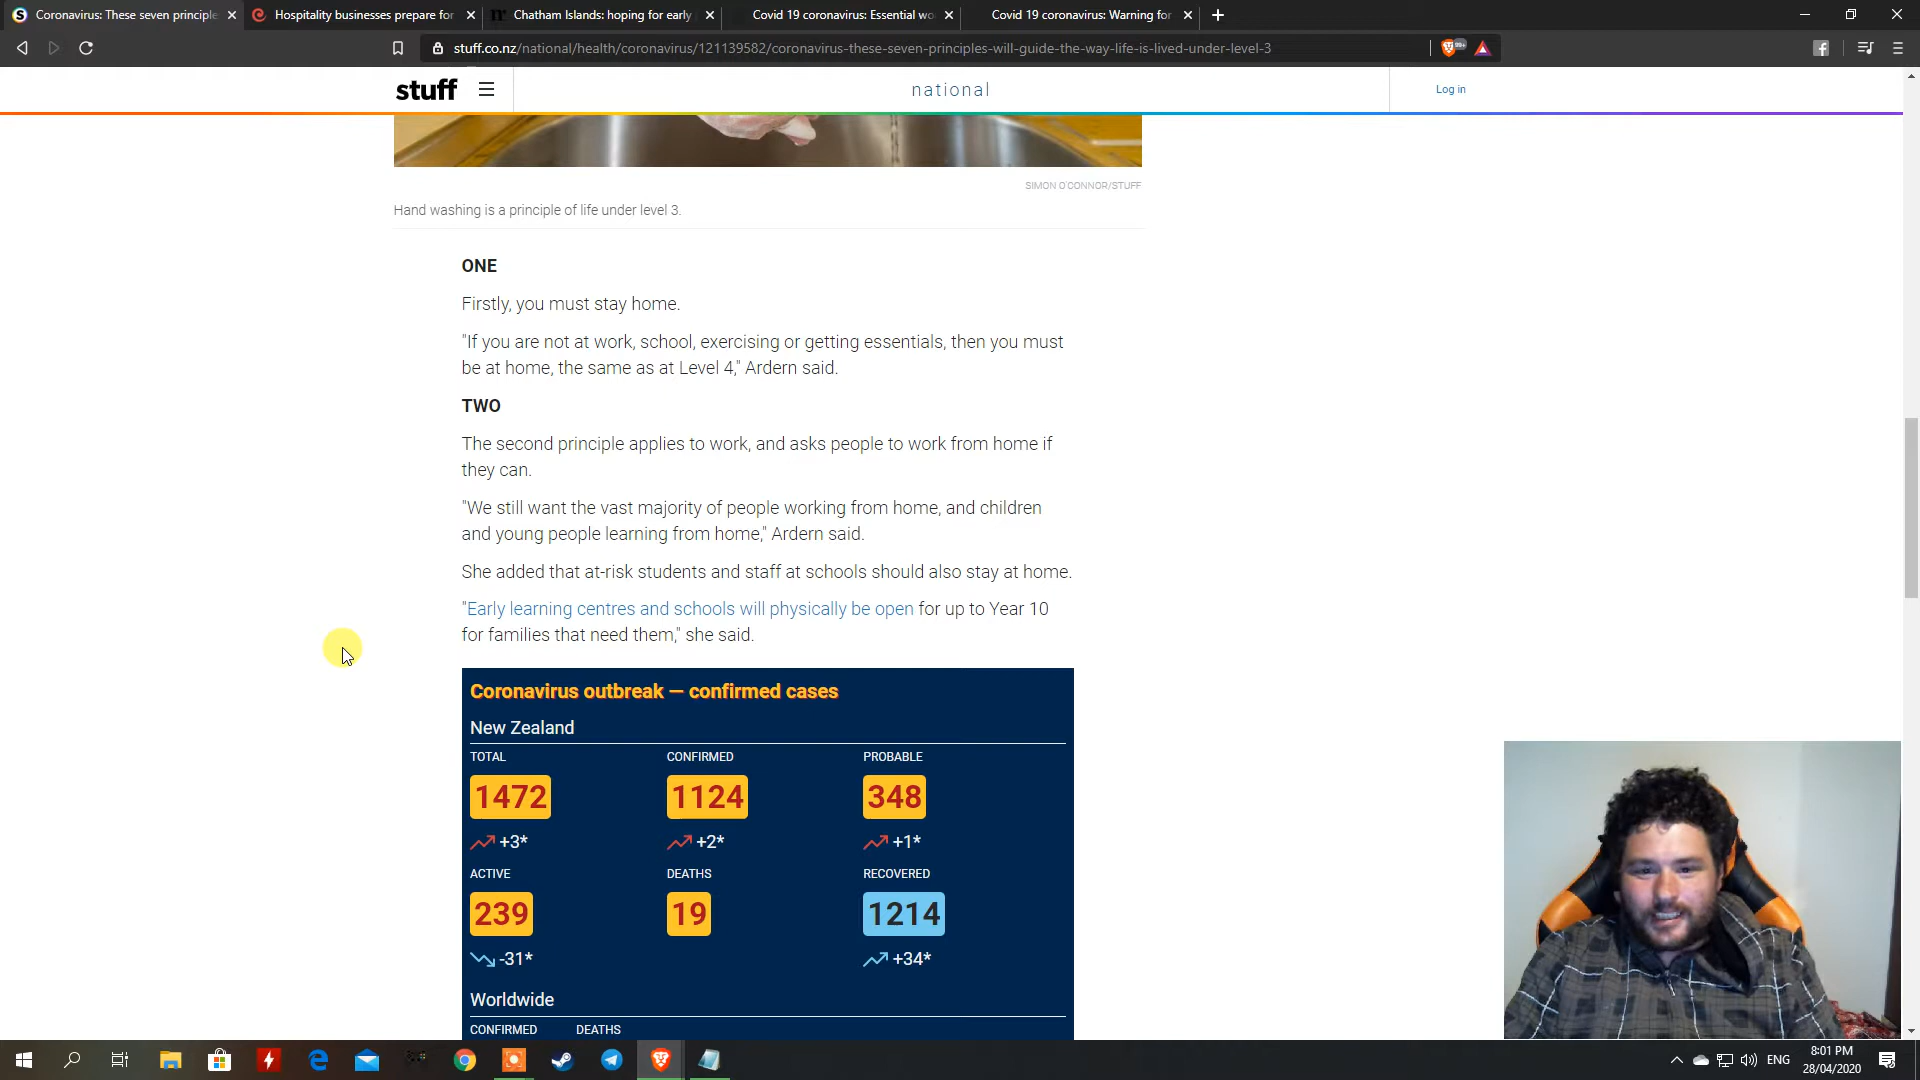 Coronavirus: These seven principle
Hospitality businesses prepare for
Chatham Islands: hoping for early
Covid 19 coronavirus: Essential wo
Covid 19 coronavirus: Warning for
stuff.co.nz/national/health/coronavirus/121139582/coronavirus-these-seven-principles-will-guide-the-way-life-is-lived-under-level-3
99+
stuff
national
Log in
SIMON O'CONNOR/STUFF
Hand washing is a principle of life under level 3.
ONE
Firstly, you must stay home.
"If you are not at work, school, exercising or getting essentials, then you must
be at home, the same as at Level 4," Ardern said.
TWO
The second principle applies to work, and asks people to work from home if
they can.
"We still want the vast majority of people working from home, and children
and young people learning from home," Ardern said.
She added that at-risk students and staff at schools should also stay at home.
"Early learning centres and schools will physically be open for up to Year 10
for families that need them," she said.
Coronavirus outbreak — confirmed cases
New Zealand
TOTAL CONFIRMED PROBABLE
1472 1124 348
+3* +2* +1*
ACTIVE DEATHS RECOVERED
239 19 1214
-31* +34*
Worldwide
CONFIRMED DEATHS
ENG
8:01 PM
28/04/2020